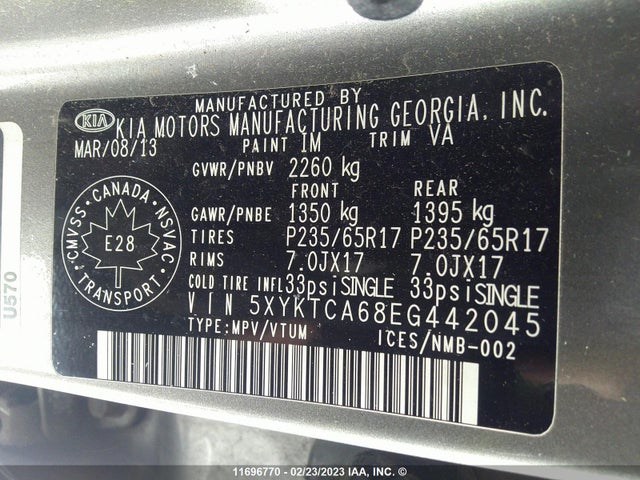 MANUFACTURED BY
KIA KIA MOTORS MANUFACTURING GEORGIA, INC.
MAR/08/13 PAINT IM TRIM VA
GVWR/PNBV 2260 kg
FRONT REAR
GAWR/PNBE 1350 kg 1395 kg
TIRES P235/65R17 P235/65R17
RIMS 7.0JX17 7.0JX17
COLD TIRE INFL 33psiSINGLE 33psiSINGLE
VIN 5XYKTCA68EG442045
TYPE:MPV/VTUM ICES/NMB-002
CANADA
CMVSS NSVAC
E28
TRANSPORT
U570
11696770 - 02/23/2023 IAA, INC. ©